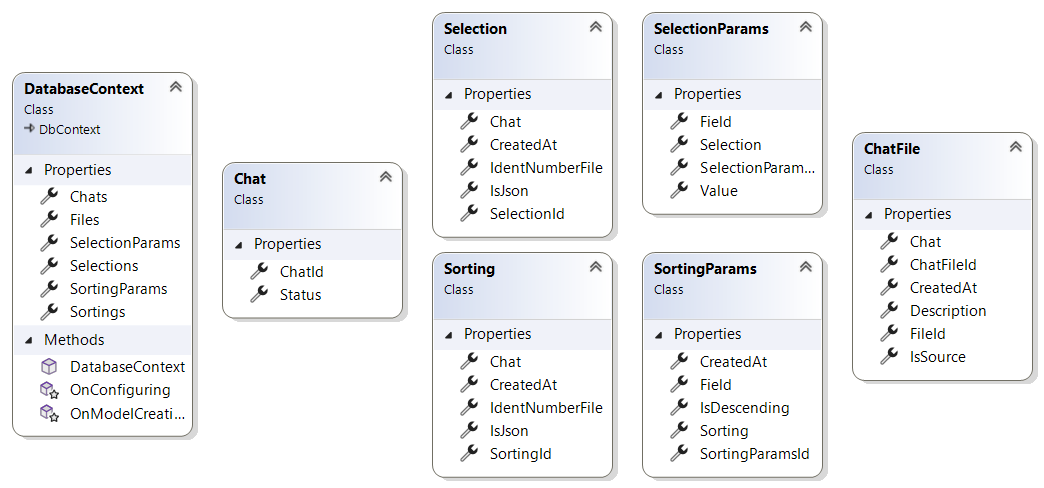 DatabaseContext
Class
DbContext
Properties
Chats
Files
SelectionParams
Selections
SortingParams
Sortings
Methods
DatabaseContext
OnConfiguring
OnModelCreati...
Chat
Class
Properties
ChatId
Status
Selection
Class
Properties
Chat
CreatedAt
IdentNumberFile
IsJson
SelectionId
Sorting
Class
Properties
Chat
CreatedAt
IdentNumberFile
IsJson
SortingId
SelectionParams
Class
Properties
Field
Selection
SelectionParam...
Value
SortingParams
Class
Properties
CreatedAt
Field
IsDescending
Sorting
SortingParamsId
ChatFile
Class
Properties
Chat
ChatFileId
CreatedAt
Description
FileId
IsSource